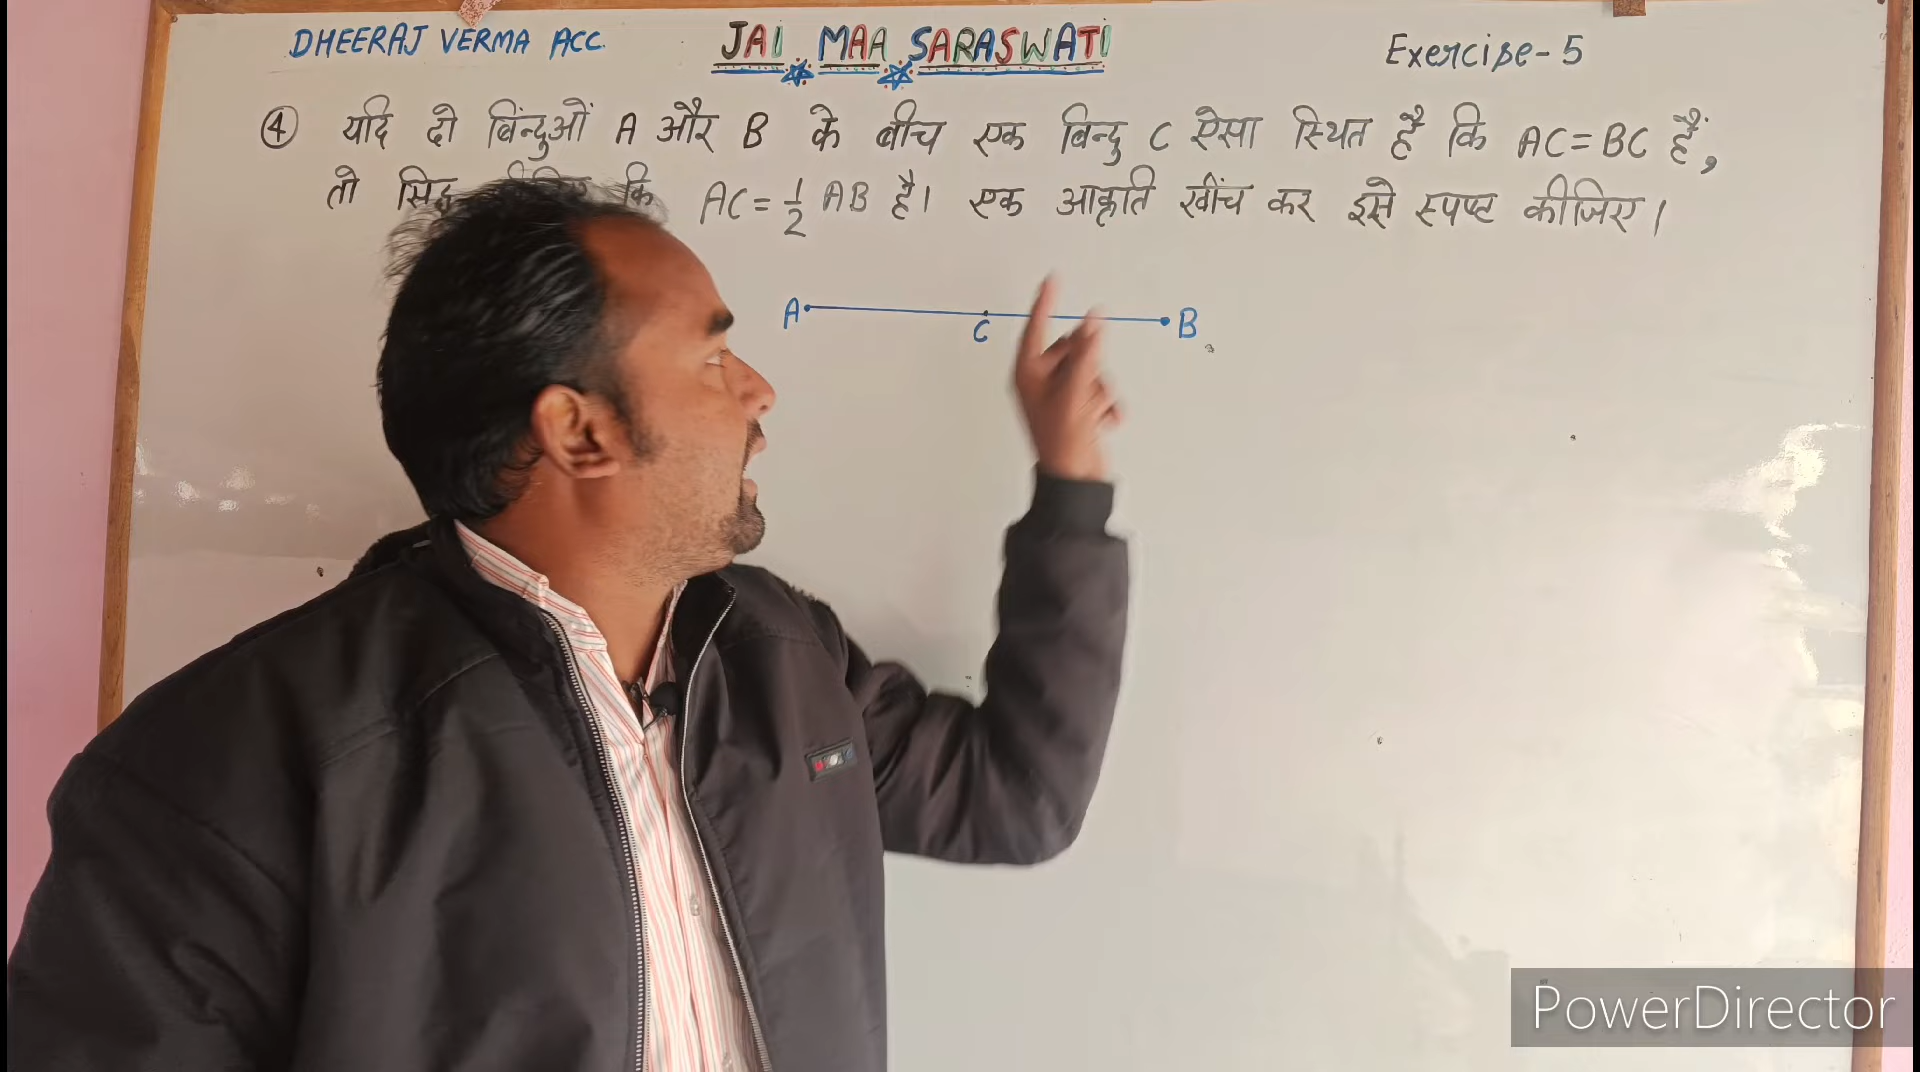 DHEERAJ VERMA ACC.
JAI MAA SARASWATI
Exercise-5
④ यदि दो बिंन्दुओं A और B के बीच एक बिन्दु C ऐसा स्थित है कि AC = BC हैं,
तो कि AC = 1/2 AB है। एक आकृति खींच कर इसे स्पष्ट कीजिए।
A C B
PowerDirector